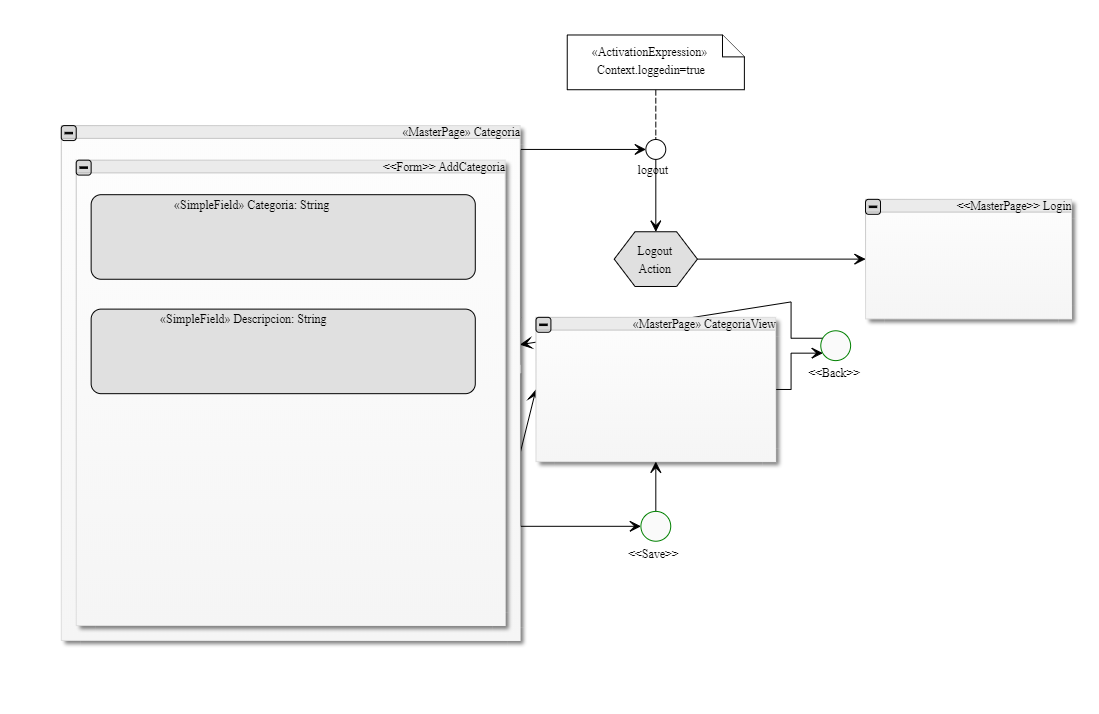 «ActivationExpression»
Context.loggedin=true
«MasterPage» Categoria
<<Form>> AddCategoria
logout
«SimpleField» Categoria: String
<<MasterPage>> Login
Logout
Action
«SimpleField» Descripcion: String
«MasterPage» CategoriaView
<<Back>>
<<Save>>